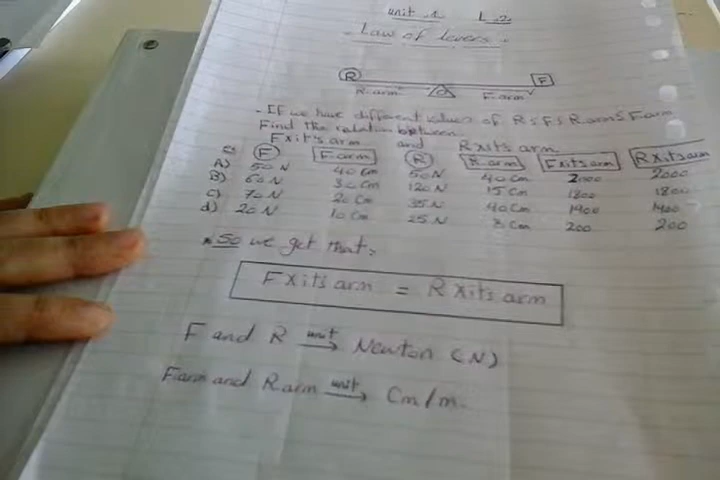 unit .1 L.2
- Law of levers -
R F
R.arm F.arm
- If we have different values of R & F & R.arm & F.arm
Find the relation between
F x its arm and R x its arm.
F F.arm R R.arm F x its arm R x its arm
A) 50 N 40 cm 50 N 40 cm 2000 2000
B) 60 N 30 cm 120 N 15 cm 1800 1800
C) 70 N 20 cm 35 N 40 cm 1400 1400
d) 20 N 10 cm 25 N 8 cm 200 200
* So we get that:
F x its arm = R x its arm
F and R unit → Newton (N)
F.arm and R.arm unit → Cm/m.